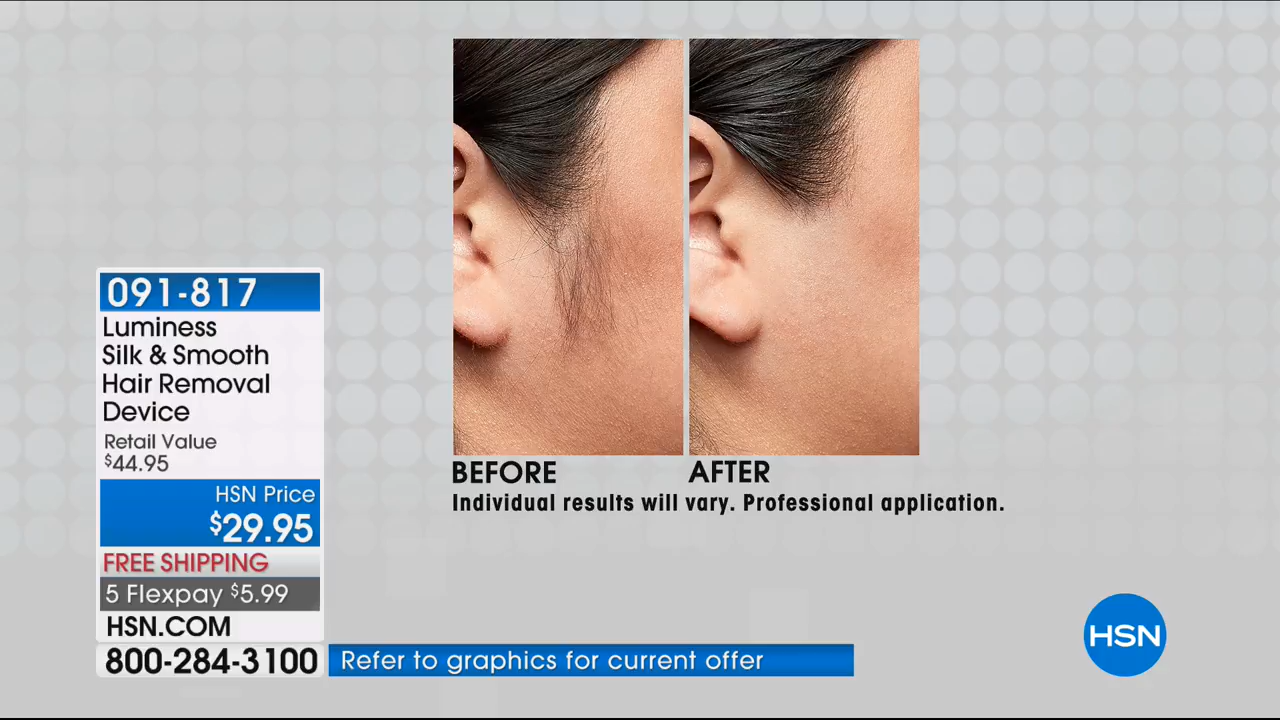 BEFORE
AFTER
Individual results will vary. Professional application.
091-817
Luminess
Silk & Smooth
Hair Removal
Device
Retail Value
$44.95
HSN Price
$29.95
FREE SHIPPING
5 Flexpay $5.99
HSN.COM
800-284-3100
Refer to graphics for current offer
HSN